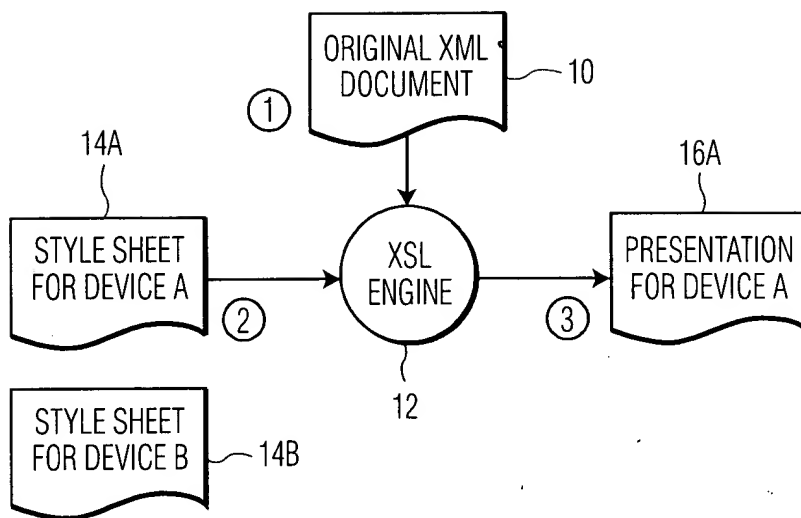 ORIGINAL XML
DOCUMENT
10
1
14A
16A
STYLE SHEET
FOR DEVICE A
XSL
ENGINE
PRESENTATION
FOR DEVICE A
2
3
12
STYLE SHEET
FOR DEVICE B
14B